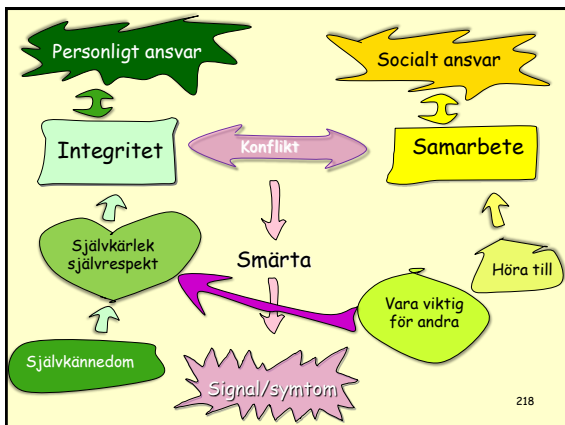 Personligt ansvar
Socialt ansvar
Integritet
Konflikt
Samarbete
Självkärlek
självrespekt
Smärta
Höra till
Vara viktig
för andra
Självkännedom
Signal/symtom
218